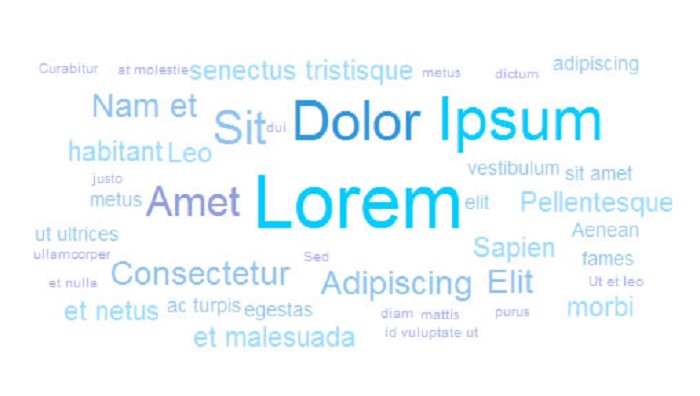 Curabitur
at molestie
senectus tristisque
metus
dictum
adipiscing
Nam et
Sit
dui
Dolor
Ipsum
habitant
Leo
vestibulum
sit amet
justo
metus
Amet
Lorem
elit
Pellentesque
ut ultrices
Aenean
ullamcorper
Sed
Sapien
fames
et nulla
Consectetur
Adipiscing
Elit
Ut et leo
et netus
ac turpis
egestas
diam
mattis
purus
morbi
et malesuada
id vuluptate ut